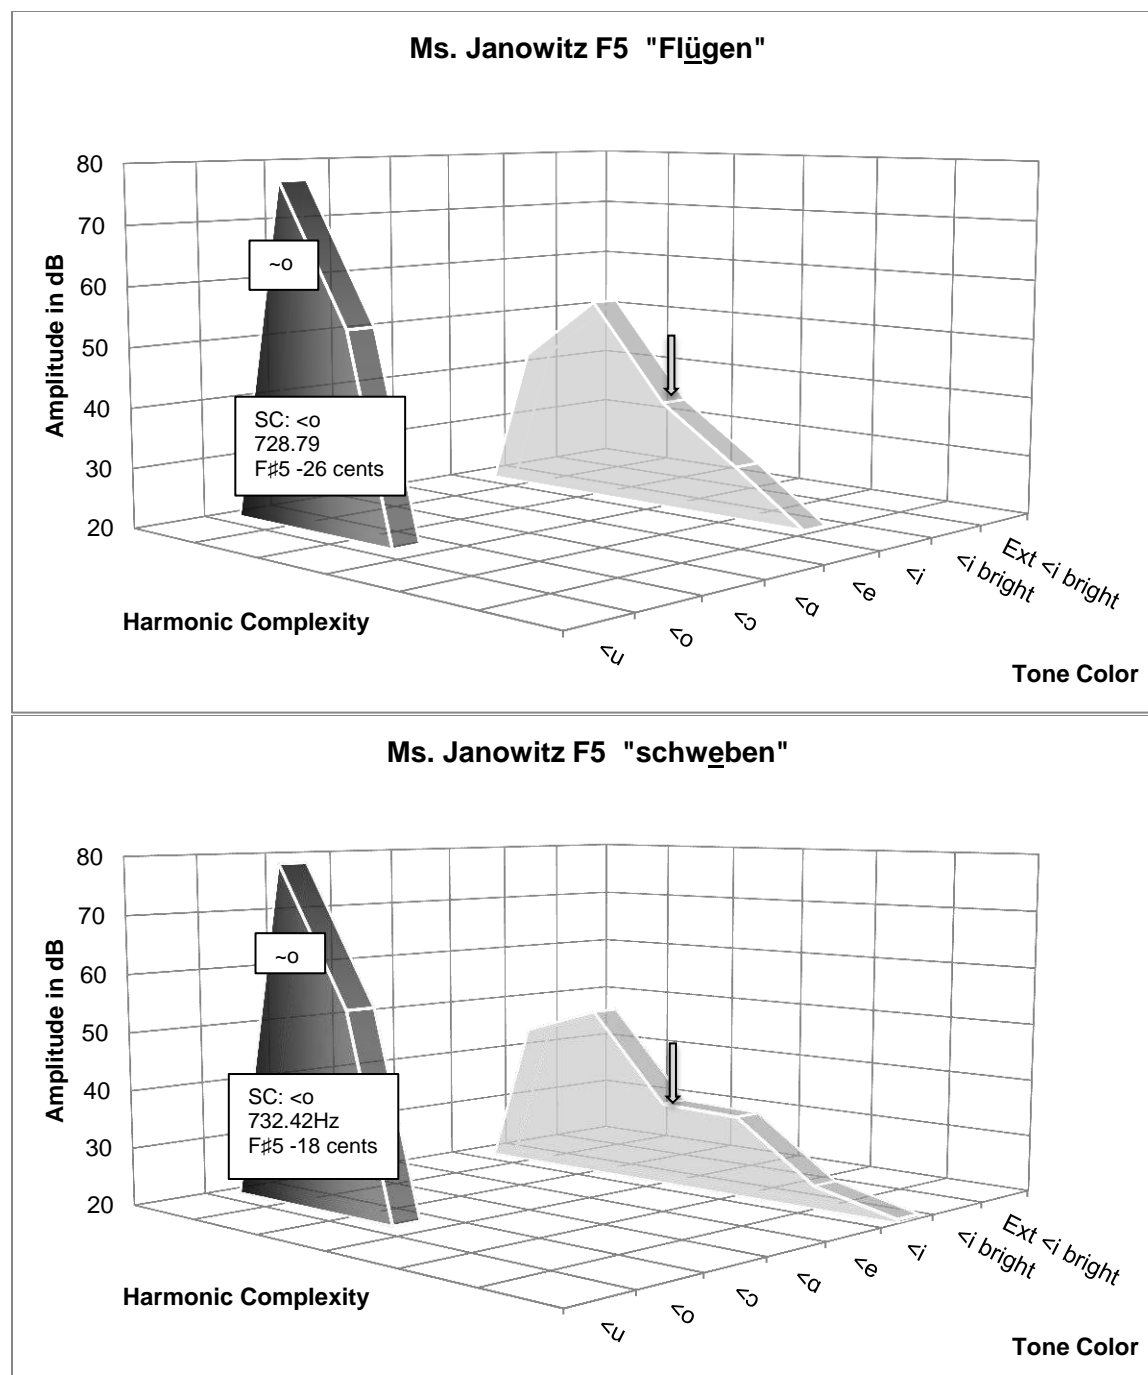 Ms. Janowitz F5 "Flügen"
80
70
60
50
40
30
20
Amplitude in dB
~o
SC: <o
728.79
F♯5 -26 cents
Harmonic Complexity
<u
<o
<ɔ
<ɑ
<e
<i
<i bright
Ext <i bright
Tone Color
Ms. Janowitz F5 "schweben"
80
70
60
50
40
30
20
Amplitude in dB
~o
SC: <o
732.42Hz
F♯5 -18 cents
Harmonic Complexity
<u
<o
<ɔ
<ɑ
<e
<i
<i bright
Ext <i bright
Tone Color